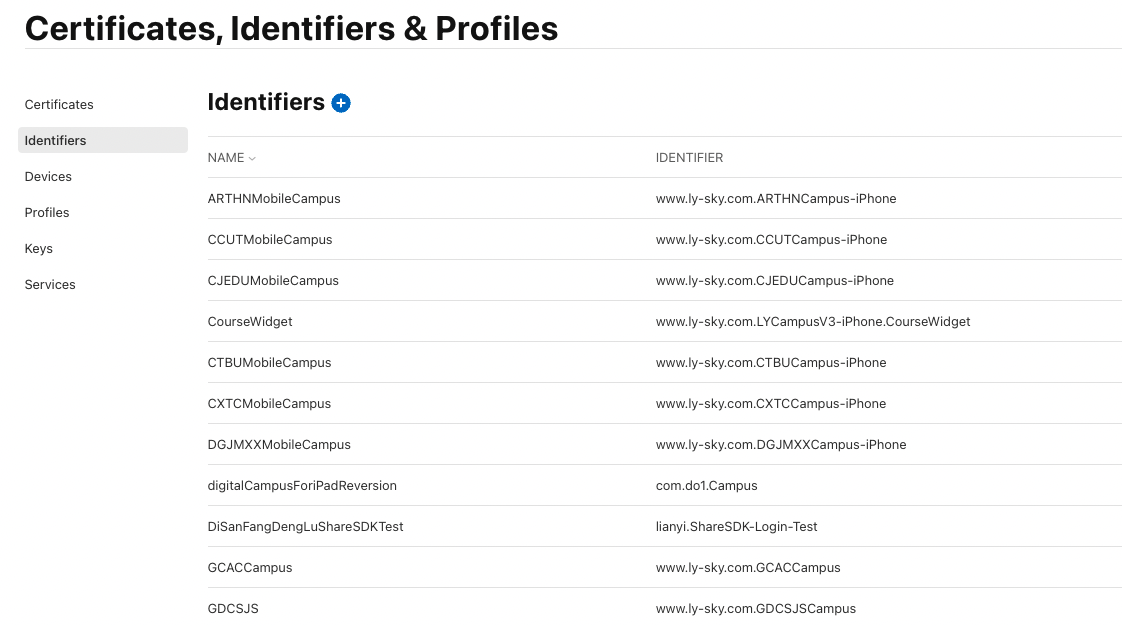 Certificates, Identifiers & Profiles
Certificates
Identifiers
Devices
Profiles
Keys
Services
Identifiers
NAME IDENTIFIER
ARTHNMobileCampus www.ly-sky.com.ARTHNCampus-iPhone
CCUTMobileCampus www.ly-sky.com.CCUTCampus-iPhone
CJEDUMobileCampus www.ly-sky.com.CJEDUCampus-iPhone
CourseWidget www.ly-sky.com.LYCampusV3-iPhone.CourseWidget
CTBUMobileCampus www.ly-sky.com.CTBUCampus-iPhone
CXTCMobileCampus www.ly-sky.com.CXTCCampus-iPhone
DGJMXXMobileCampus www.ly-sky.com.DGJMXXCampus-iPhone
digitalCampusForiPadReversion com.do1.Campus
DiSanFangDengLuShareSDKTest lianyi.ShareSDK-Login-Test
GCACCampus www.ly-sky.com.GCACCampus
GDCSJS www.ly-sky.com.GDCSJSCampus